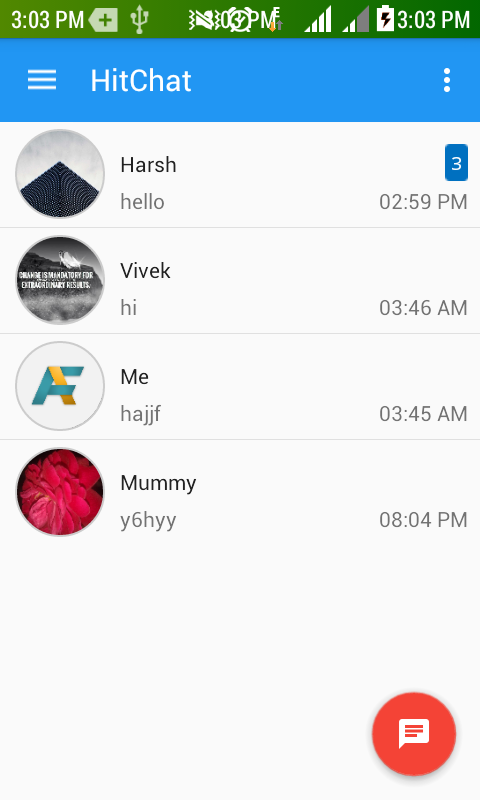 3:03 PM 3:03 PM 3:03 PM
HitChat
Harsh 3
hello 02:59 PM
CHANGE IS MANDATORY FOR
EXTRAORDINARY RESULTS.
Vivek
hi 03:46 AM
Me
hajjf 03:45 AM
Mummy
y6hyy 08:04 PM